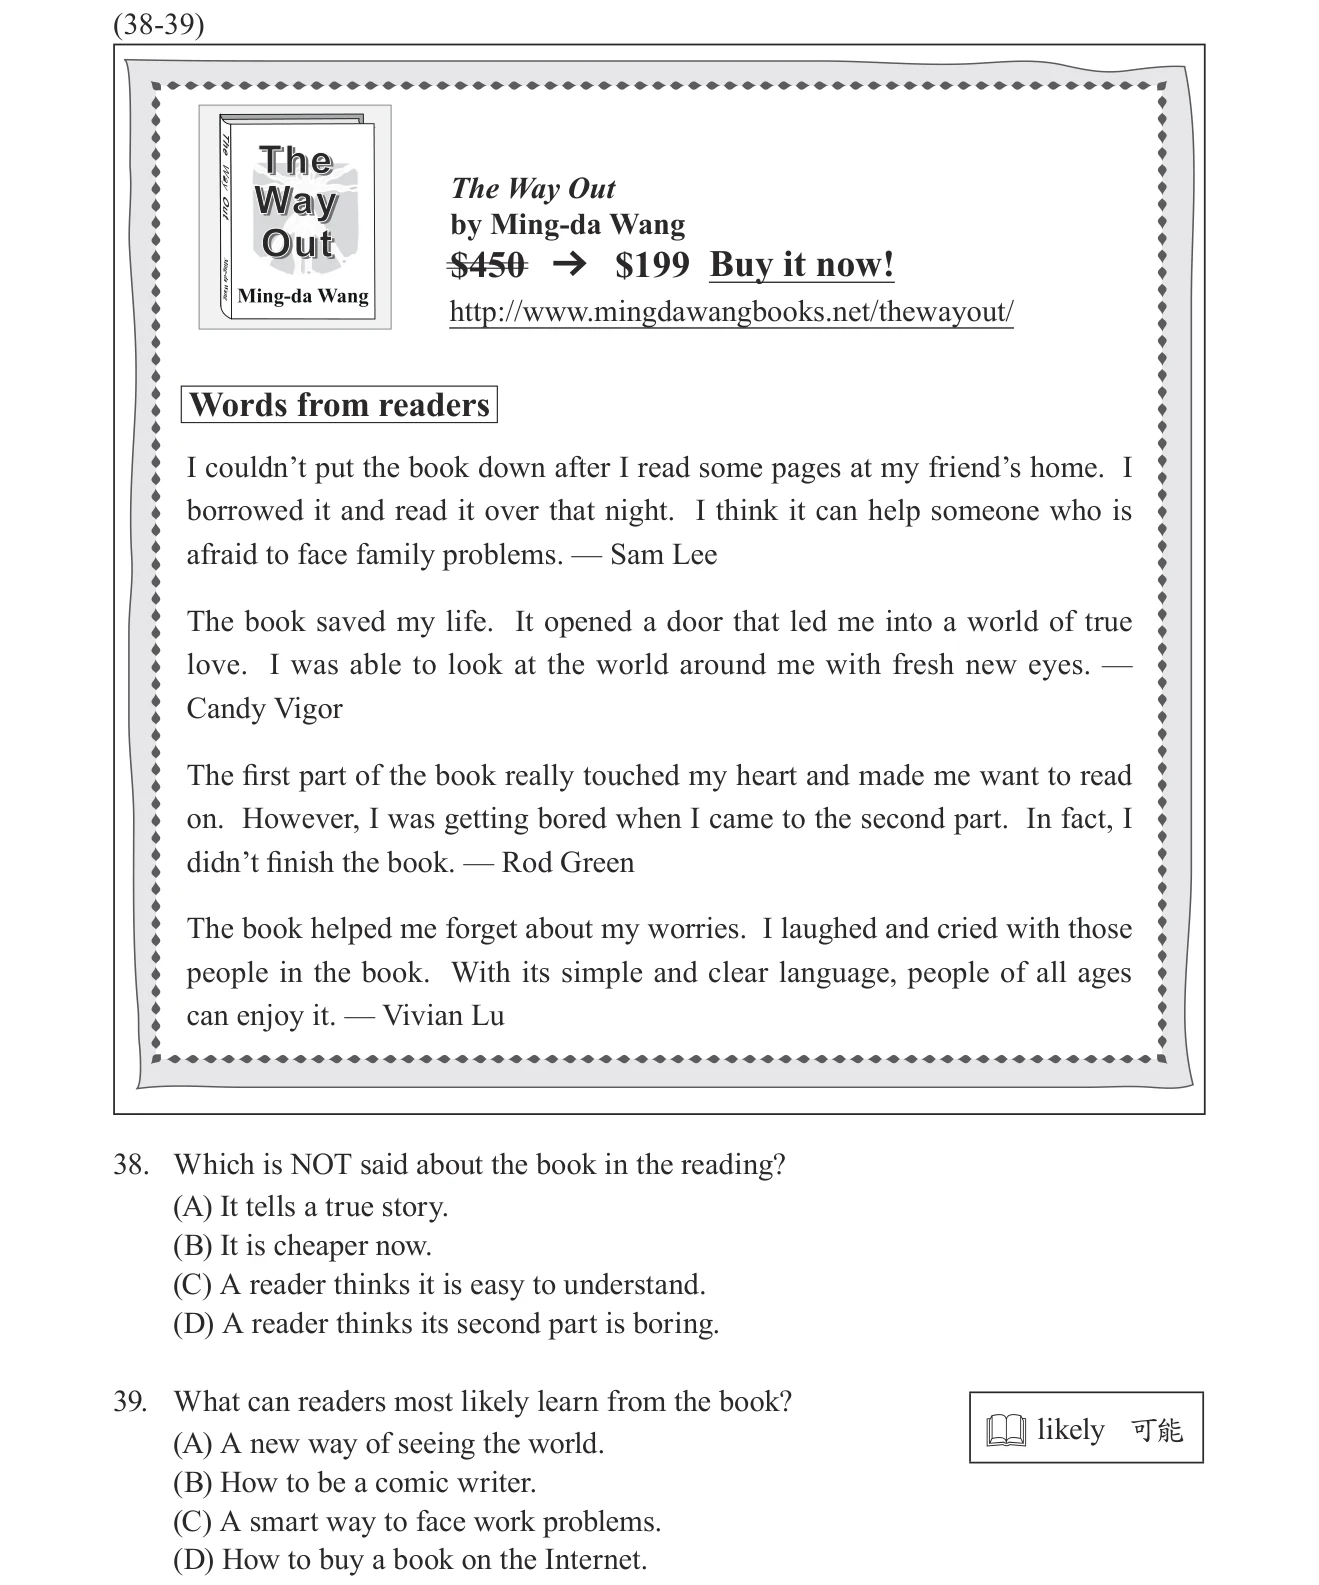 (38-39)
The Way Out
Ming-da Wang
The
Way
Out
Ming-da Wang
The Way Out
by Ming-da Wang
$450 → $199 Buy it now!
http://www.mingdawangbooks.net/thewayout/
Words from readers
I couldn’t put the book down after I read some pages at my friend’s home. I
borrowed it and read it over that night. I think it can help someone who is
afraid to face family problems. — Sam Lee
The book saved my life. It opened a door that led me into a world of true
love. I was able to look at the world around me with fresh new eyes. —
Candy Vigor
The first part of the book really touched my heart and made me want to read
on. However, I was getting bored when I came to the second part. In fact, I
didn’t finish the book. — Rod Green
The book helped me forget about my worries. I laughed and cried with those
people in the book. With its simple and clear language, people of all ages
can enjoy it. — Vivian Lu
38. Which is NOT said about the book in the reading?
(A) It tells a true story.
(B) It is cheaper now.
(C) A reader thinks it is easy to understand.
(D) A reader thinks its second part is boring.
39. What can readers most likely learn from the book?
(A) A new way of seeing the world.
(B) How to be a comic writer.
(C) A smart way to face work problems.
(D) How to buy a book on the Internet.
likely 可能